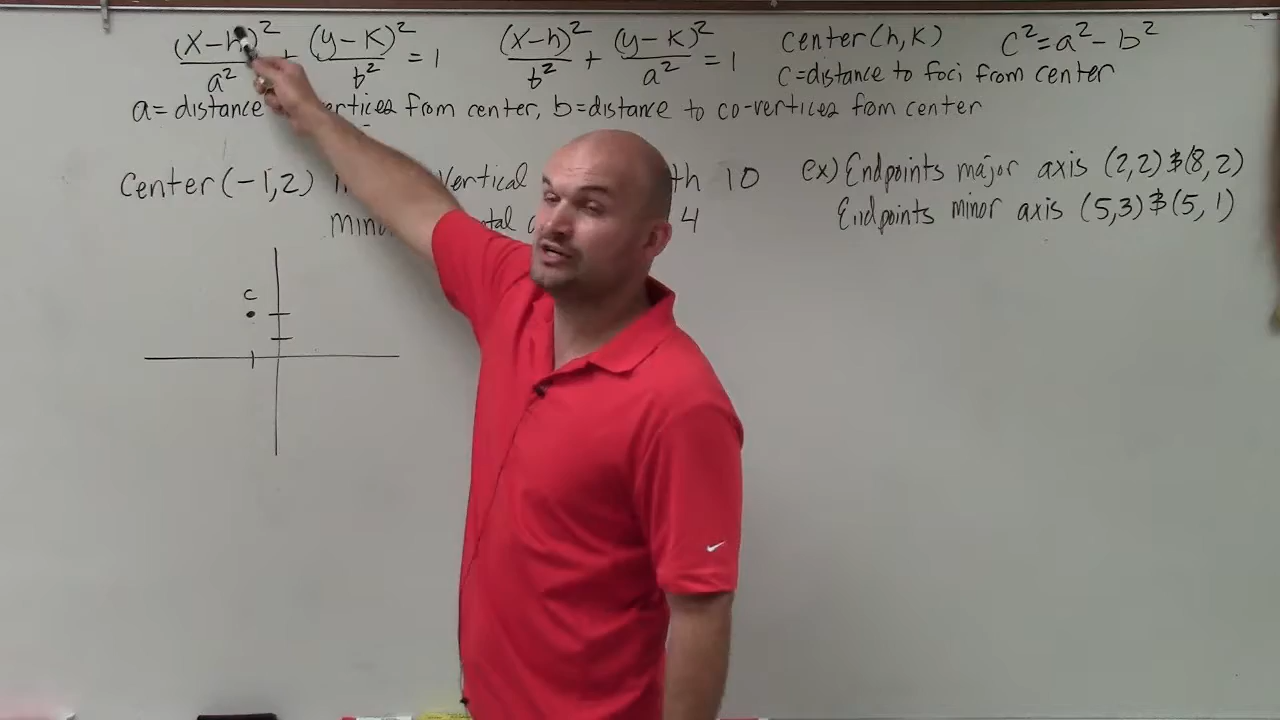 (x-h)²/a² + (y-k)²/b² = 1
(x-h)²/b² + (y-k)²/a² = 1
center(h,k)
c²=a²-b²
c=distance to foci from center
a= distance vertices from center, b=distance to co-vertices from center
center(-1,2) vertical 10
4
ex) Endpoints major axis (2,2)&(8,2)
Endpoints minor axis (5,3)&(5,1)
c